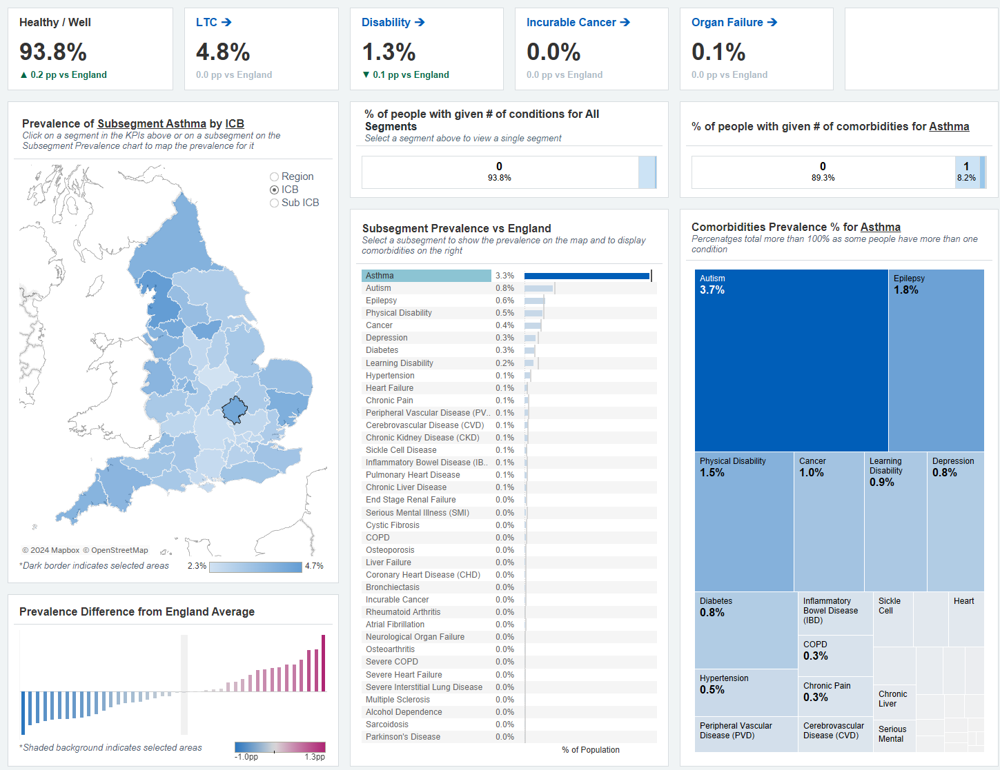 Healthy / Well
93.8%
▲ 0.2 pp vs England
LTC →
4.8%
0.0 pp vs England
Disability →
1.3%
▼ 0.1 pp vs England
Incurable Cancer →
0.0%
0.0 pp vs England
Organ Failure →
0.1%
0.0 pp vs England
Prevalence of Subsegment Asthma by ICB
Click on a segment in the KPIs above or on a subsegment on the
Subsegment Prevalence chart to map the prevalence for it
Region
ICB
Sub ICB
© 2024 Mapbox © OpenStreetMap
*Dark border indicates selected areas
2.3%
4.7%
Prevalence Difference from England Average
*Shaded background indicates selected areas
-1.0pp
1.3pp
% of people with given # of conditions for All
Segments
Select a segment above to view a single segment
0
93.8%
Subsegment Prevalence vs England
Select a subsegment to show the prevalence on the map and to display
comorbidities on the right
Asthma 3.3%
Autism 0.8%
Epilepsy 0.6%
Physical Disability 0.5%
Cancer 0.4%
Depression 0.3%
Diabetes 0.3%
Learning Disability 0.2%
Hypertension 0.1%
Heart Failure 0.1%
Chronic Pain 0.1%
Peripheral Vascular Disease (PV.. 0.1%
Cerebrovascular Disease (CVD) 0.1%
Chronic Kidney Disease (CKD) 0.1%
Sickle Cell Disease 0.1%
Inflammatory Bowel Disease (IB.. 0.1%
Pulmonary Heart Disease 0.1%
Chronic Liver Disease 0.1%
End Stage Renal Failure 0.0%
Serious Mental Illness (SMI) 0.0%
Cystic Fibrosis 0.0%
COPD 0.0%
Osteoporosis 0.0%
Liver Failure 0.0%
Coronary Heart Disease (CHD) 0.0%
Bronchiectasis 0.0%
Incurable Cancer 0.0%
Rheumatoid Arthritis 0.0%
Atrial Fibrillation 0.0%
Neurological Organ Failure 0.0%
Osteoarthritis 0.0%
Severe COPD 0.0%
Severe Heart Failure 0.0%
Severe Interstitial Lung Disease 0.0%
Multiple Sclerosis 0.0%
Alcohol Dependence 0.0%
Sarcoidosis 0.0%
Parkinson's Disease 0.0%
% of Population
% of people with given # of comorbidities for Asthma
0
89.3%
1
8.2%
Comorbidities Prevalence % for Asthma
Percenatges total more than 100% as some people have more than one
condition
Autism
3.7%
Epilepsy
1.8%
Physical Disability
1.5%
Cancer
1.0%
Learning
Disability
0.9%
Depression
0.8%
Diabetes
0.8%
Hypertension
0.5%
Peripheral Vascular
Disease (PVD)
Inflammatory
Bowel Disease
(IBD)
COPD
0.3%
Chronic Pain
0.3%
Cerebrovascular
Disease (CVD)
Sickle
Cell
Heart
Chronic
Liver
Serious
Mental